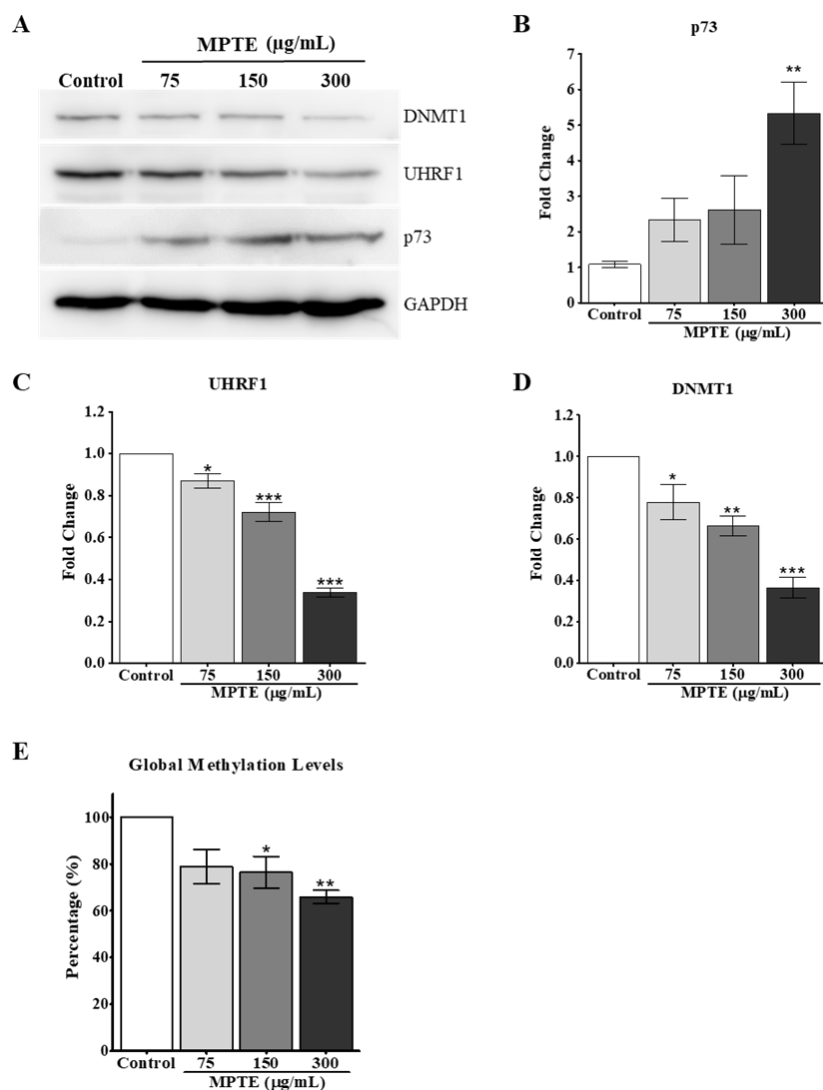 A
MPTE (µg/mL)
Control 75 150 300
DNMT1
UHRF1
p73
GAPDH
B
p73
**
7
6
5
4
3
2
1
0
Fold Change
Control 75 150 300
MPTE (µg/mL)
C
UHRF1
1.2
1.0
0.8
0.6
0.4
0.2
0.0
Fold Change
* *** ***
Control 75 150 300
MPTE (µg/mL)
D
DNMT1
1.2
1.0
0.8
0.6
0.4
0.2
0.0
Fold Change
* ** ***
Control 75 150 300
MPTE (µg/mL)
E
Global Methylation Levels
100
80
60
40
20
0
Percentage (%)
* **
Control 75 150 300
MPTE (µg/mL)